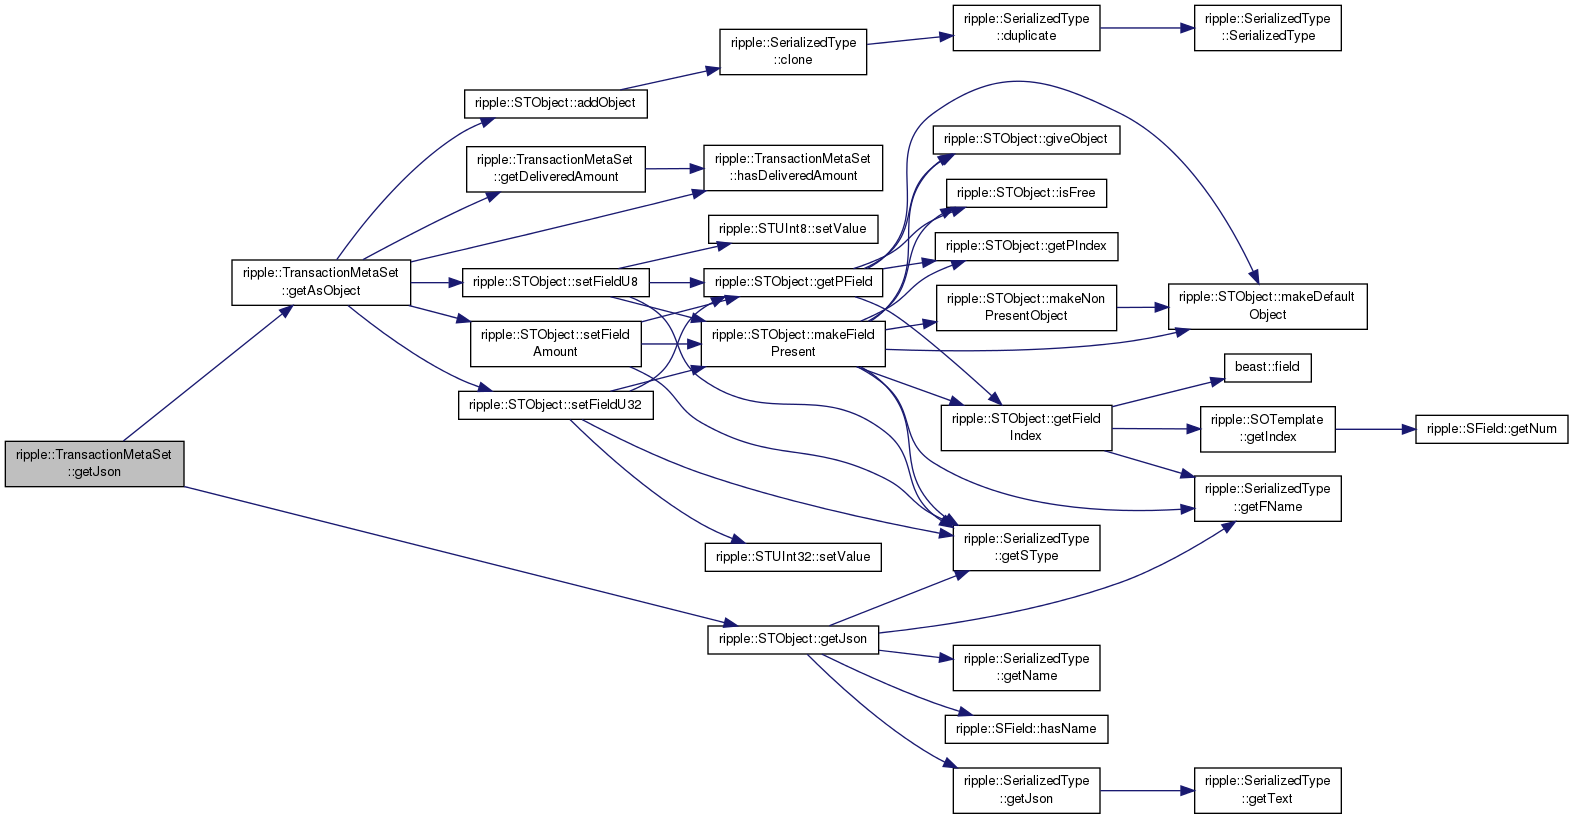 ripple::SerializedType
::duplicate
ripple::SerializedType
::SerializedType
ripple::SerializedType
::clone
ripple::STObject::addObject
ripple::STObject::giveObject
ripple::TransactionMetaSet
::getDeliveredAmount
ripple::TransactionMetaSet
::hasDeliveredAmount
ripple::STObject::isFree
ripple::STUInt8::setValue
ripple::STObject::getPIndex
ripple::TransactionMetaSet
::getAsObject
ripple::STObject::setFieldU8
ripple::STObject::getPField
ripple::STObject::makeNon
PresentObject
ripple::STObject::makeDefault
Object
ripple::STObject::setField
Amount
ripple::STObject::makeField
Present
beast::field
ripple::STObject::setFieldU32
ripple::STObject::getField
Index
ripple::SOTemplate
::getIndex
ripple::SField::getNum
ripple::TransactionMetaSet
::getJson
ripple::SerializedType
::getFName
ripple::SerializedType
::getSType
ripple::STUInt32::setValue
ripple::STObject::getJson
ripple::SerializedType
::getName
ripple::SField::hasName
ripple::SerializedType
::getJson
ripple::SerializedType
::getText